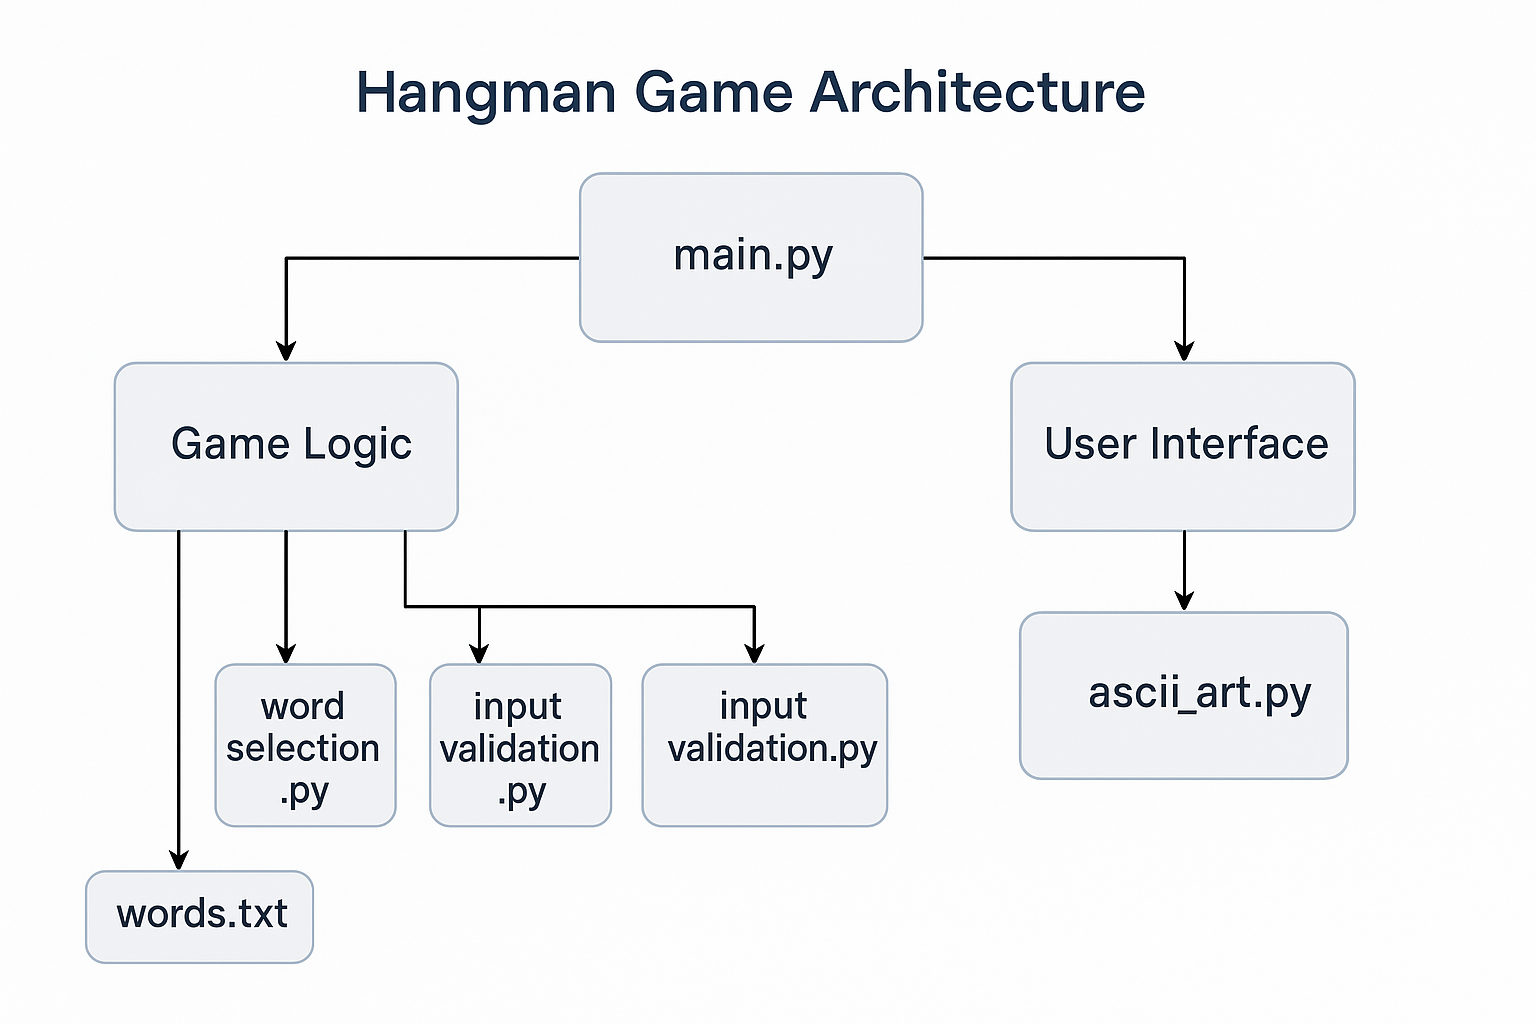 Hangman Game Architecture
main.py
Game Logic
User Interface
word
selection
.py
input
validation
.py
input
validation.py
ascii_art.py
words.txt